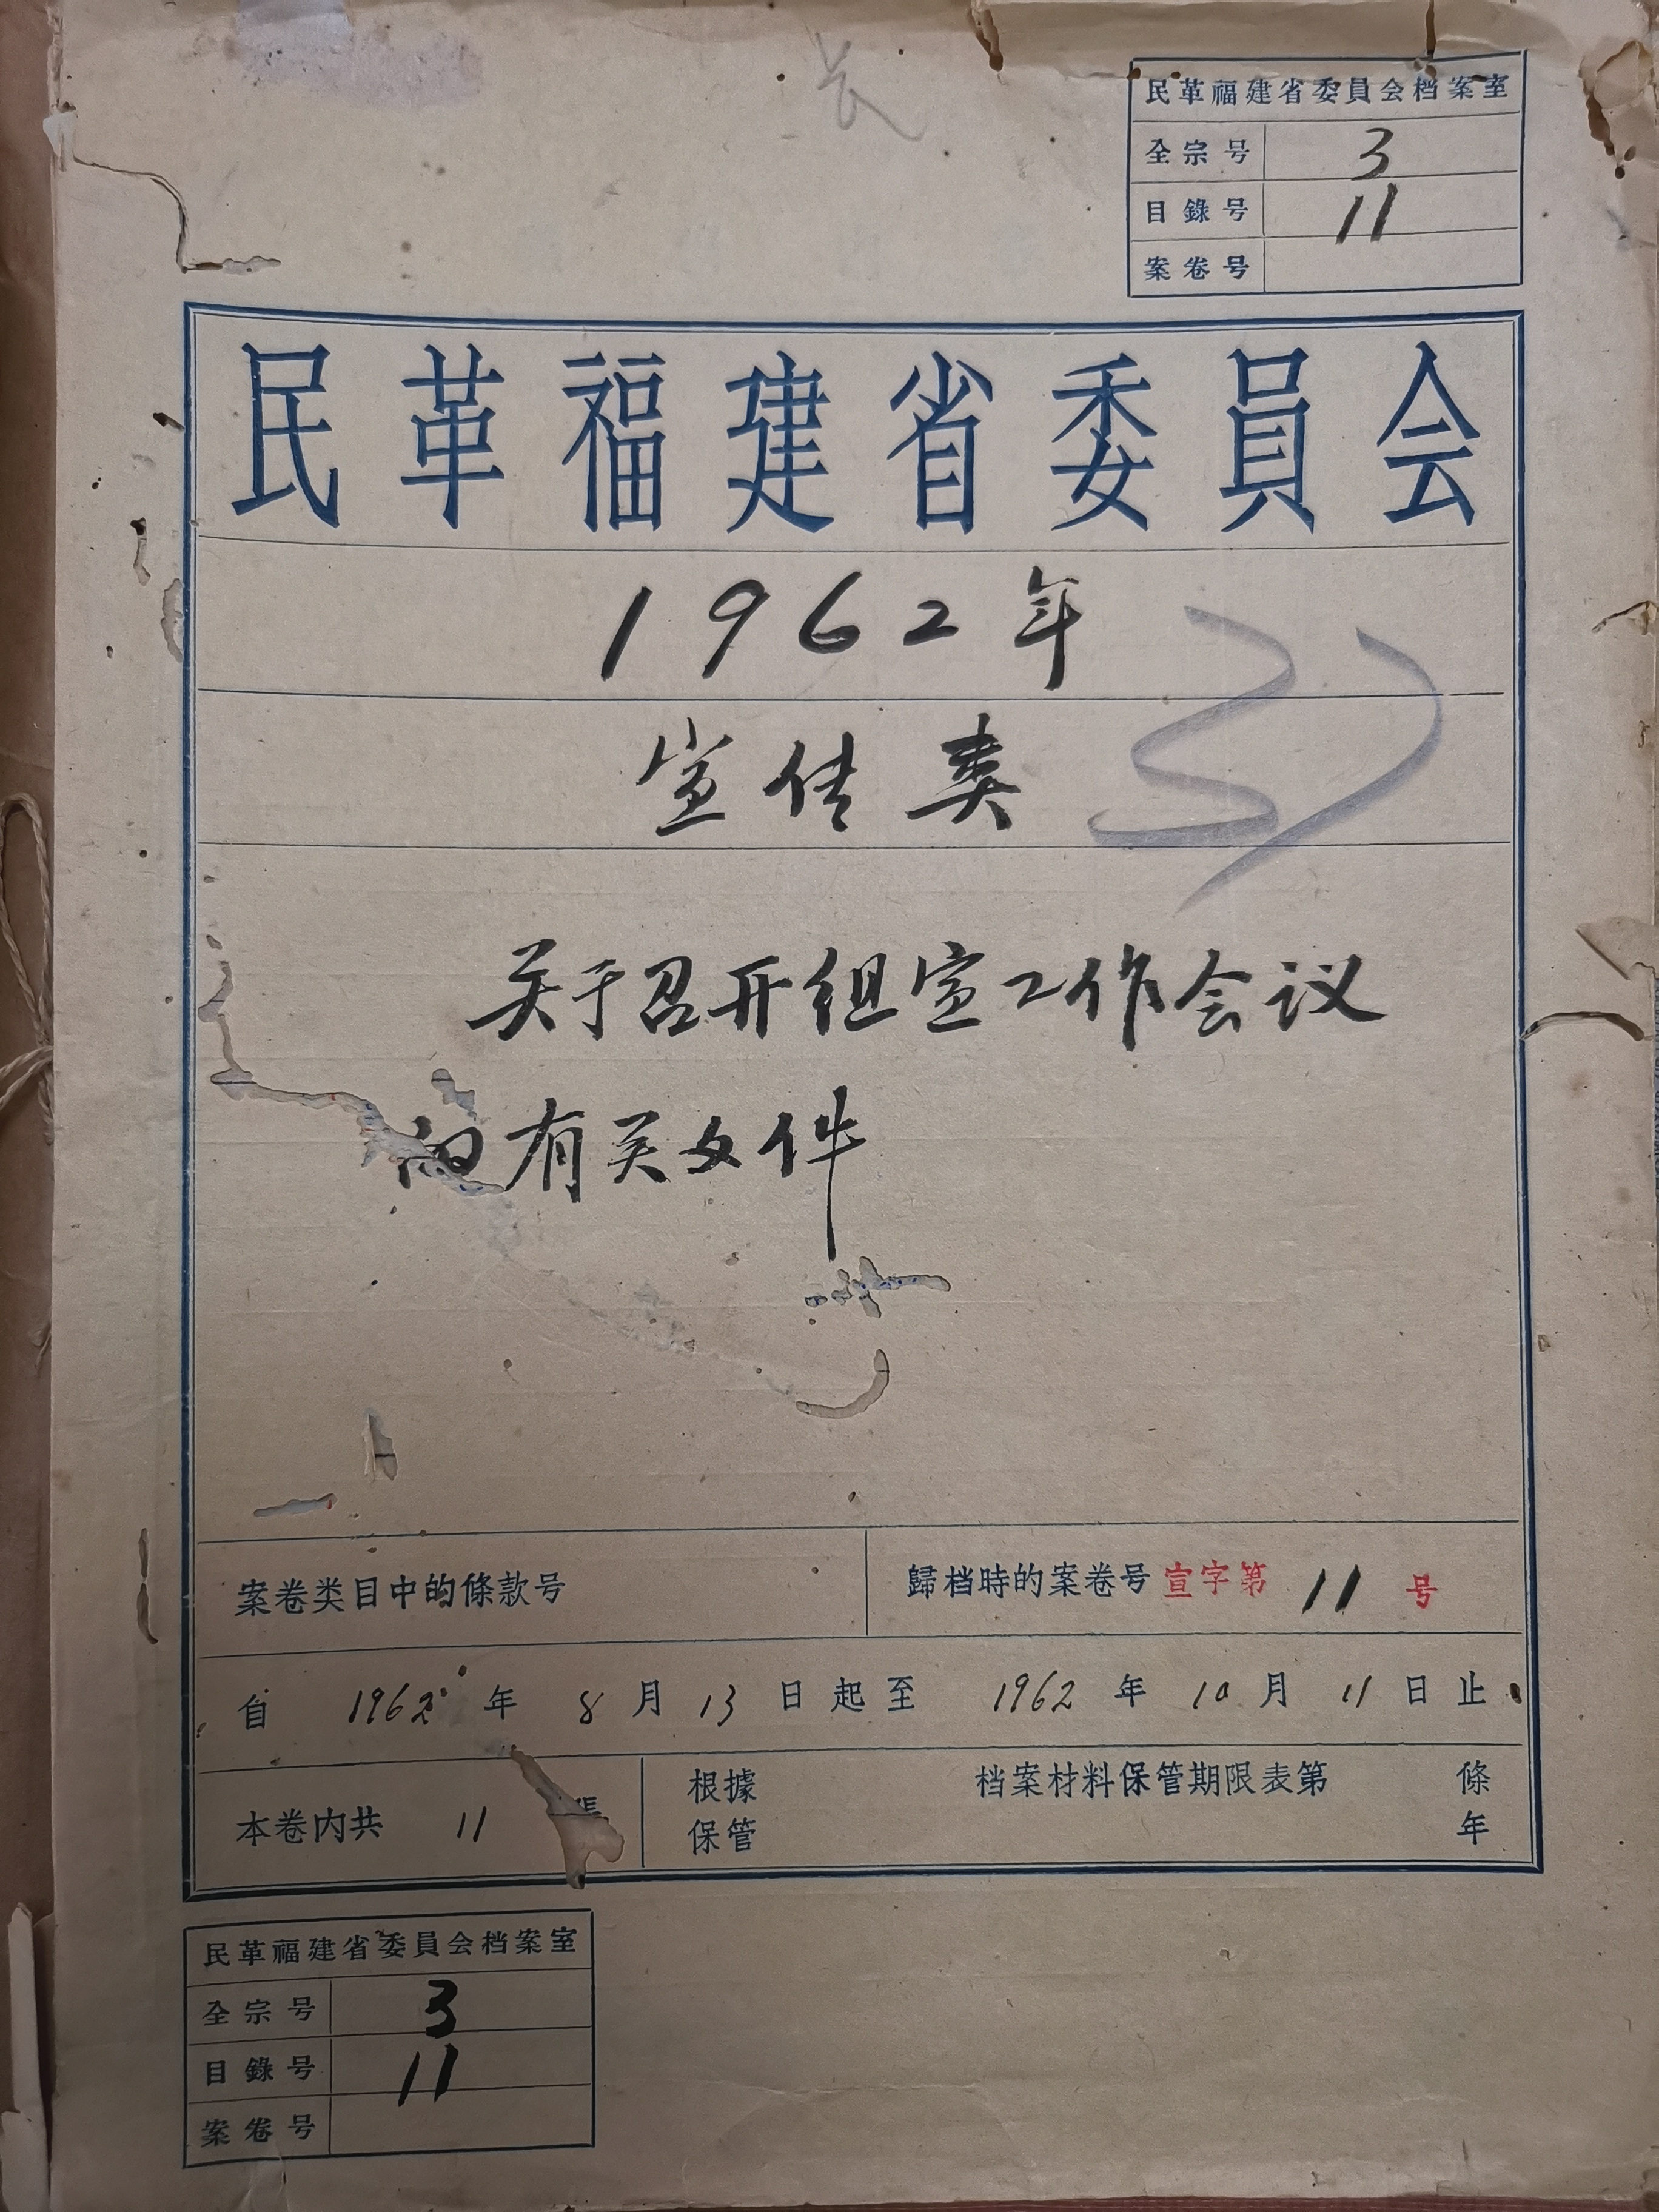 长
民革福建省委員会档案室
全宗号 3
目錄号 11
案卷号
民革福建省委員会
1962年
宣传类
关于召开组宣工作会议
的有关文件
案卷类目中的條款号
歸档時的案卷号 宣字第 11 号
自 1962 年 8 月 13 日起至 1962 年 10 月 11 日止
本卷内共 11 張
根據 档案材料保管期限表第 條
保管 年
民革福建省委員会档案室
全宗号 3
目錄号 11
案卷号